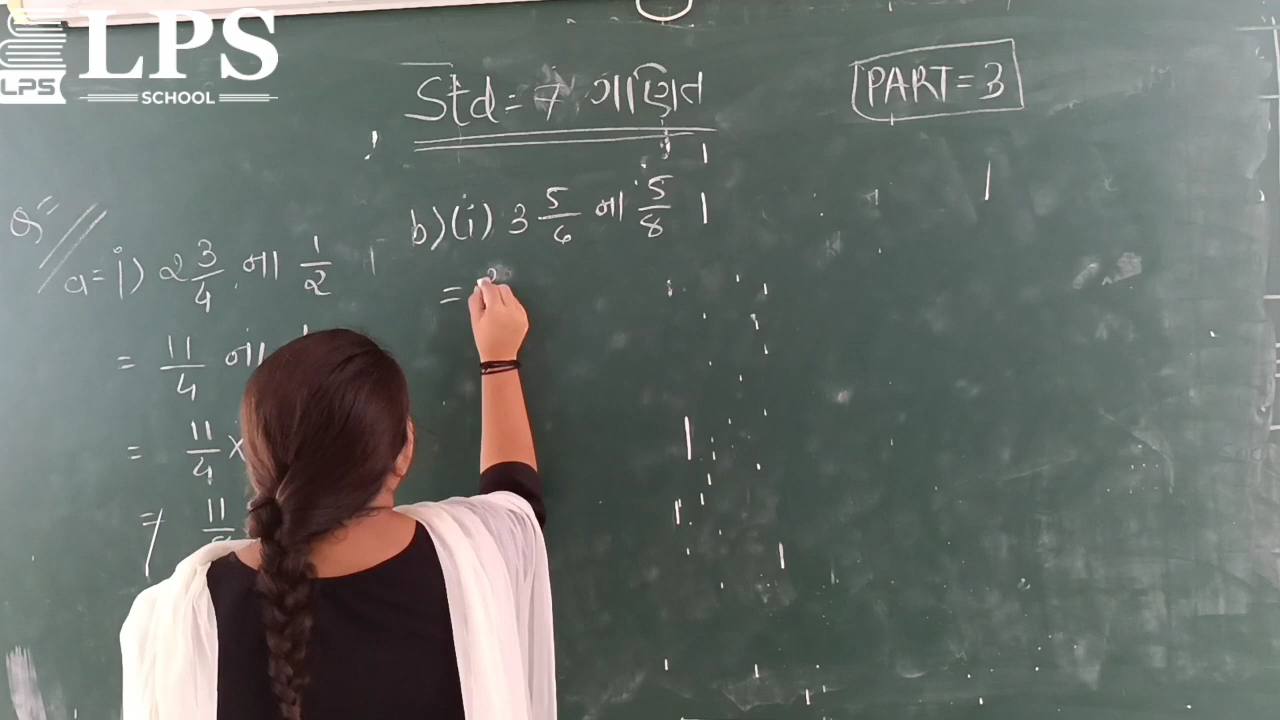 LPS
LPS
SCHOOL
Std = 7 ગણિત
PART = 3
a = i) 2 3/4 ના 1/2
= 11/4 ના
= 11/4 ×
= 11
b) (i) 3 5/6 ના 5/8
=